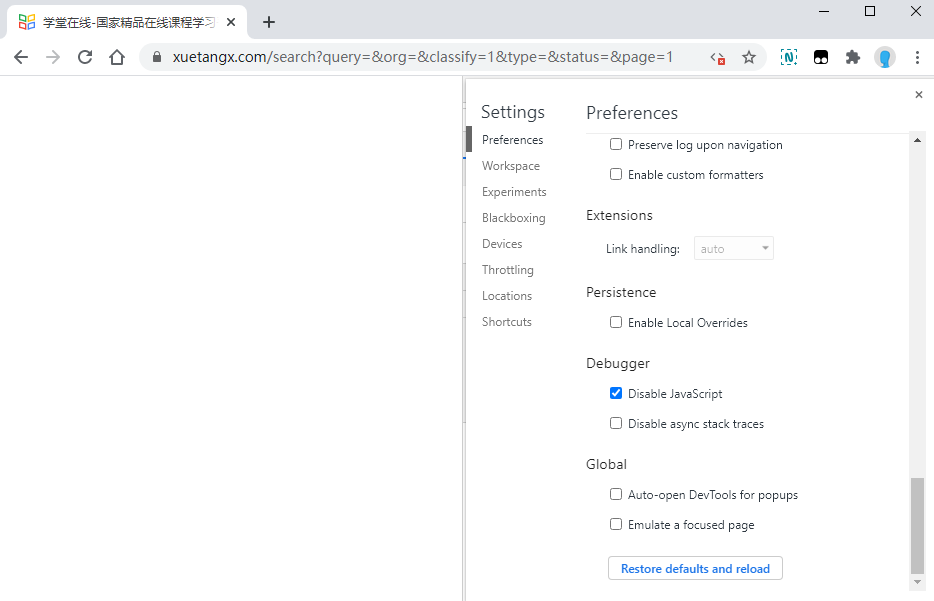 学堂在线-国家精品在线课程学习
xuetangx.com/search?query=&org=&classify=1&type=&status=&page=1
Settings
Preferences
Workspace
Experiments
Blackboxing
Devices
Throttling
Locations
Shortcuts
Preferences
Preserve log upon navigation
Enable custom formatters
Extensions
Link handling: auto
Persistence
Enable Local Overrides
Debugger
Disable JavaScript
Disable async stack traces
Global
Auto-open DevTools for popups
Emulate a focused page
Restore defaults and reload